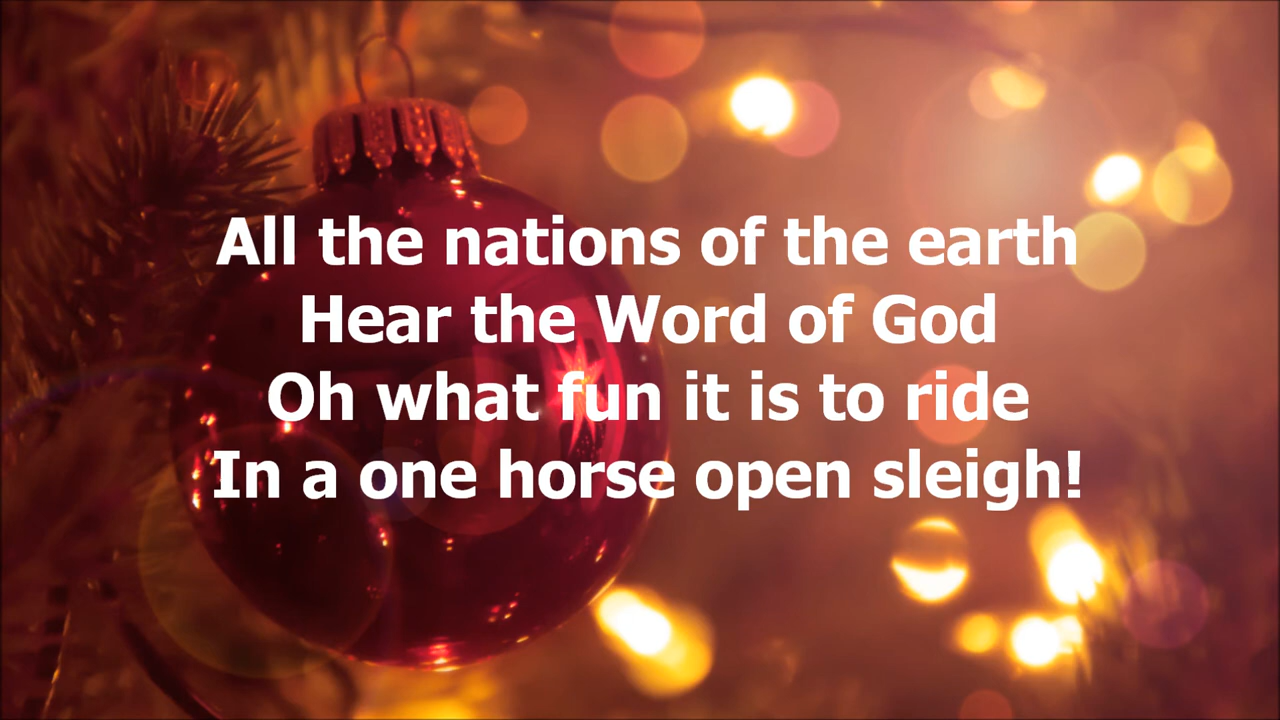 All the nations of the earth
Hear the Word of God
Oh what fun it is to ride
In a one horse open sleigh!